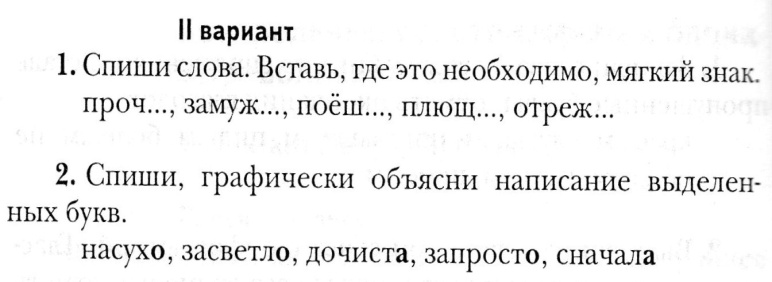 II вариант
1. Спиши слова. Вставь, где это необходимо, мягкий знак.
проч..., замуж..., поёш..., плющ..., отреж...
2. Спиши, графически объясни написание выделен-
ных букв.
насухо, засветло, дочиста, запросто, сначала